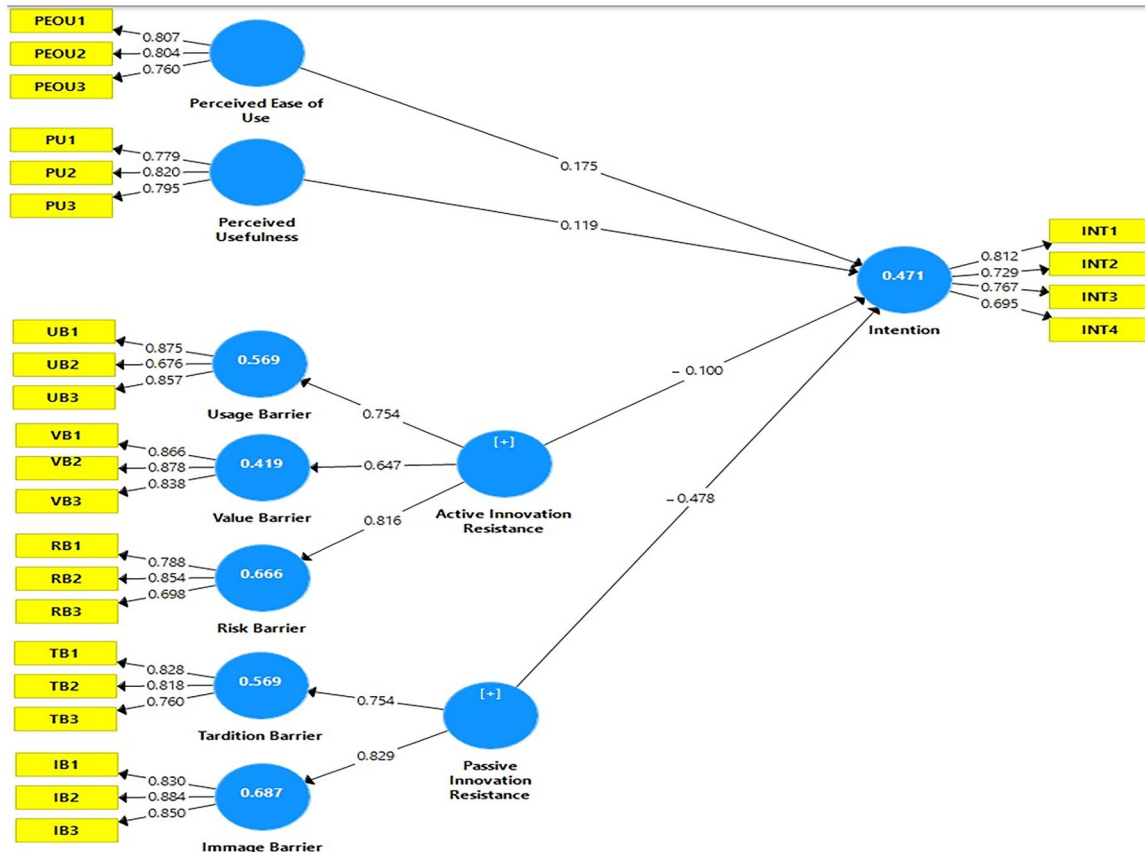 PEOU1
0.807
PEOU2
0.804
PEOU3
0.760
Perceived Ease of
Use
PU1
0.779
PU2
0.820
PU3
0.795
Perceived
Usefulness
0.175
0.119
0.471
Intention
INT1
0.812
INT2
0.729
INT3
0.767
INT4
0.695
UB1
0.875
UB2
0.676
UB3
0.857
0.569
Usage Barrier
0.754
VB1
0.866
VB2
0.878
VB3
0.838
0.419
Value Barrier
0.647
RB1
0.788
RB2
0.854
RB3
0.698
0.666
Risk Barrier
0.816
[+]
Active Innovation
Resistance
– 0.100
– 0.478
TB1
0.828
TB2
0.818
TB3
0.760
0.569
Tardition Barrier
0.754
IB1
0.830
IB2
0.884
IB3
0.850
0.687
Immage Barrier
0.829
[+]
Passive
Innovation
Resistance